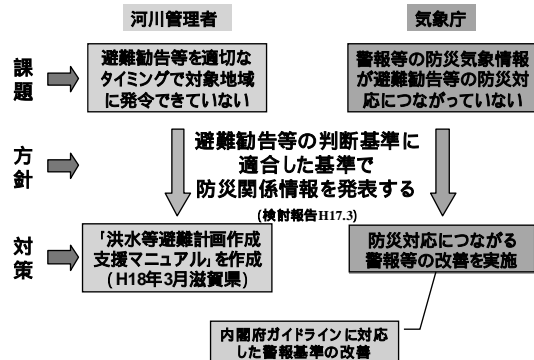 河川管理者
気象庁
課題
避難勧告等を適切な
タイミングで対象地域
に発令できていない
警報等の防災気象情報
が避難勧告等の防災対
応につながっていない
方針
避難勧告等の判断基準に
適合した基準で
防災関係情報を発表する
(検討報告H17.3)
対策
「洪水等避難計画作成
支援マニュアル」を作成
(H18年3月滋賀県)
防災対応につながる
警報等の改善を実施
内閣府ガイドラインに対応
した警報基準の改善